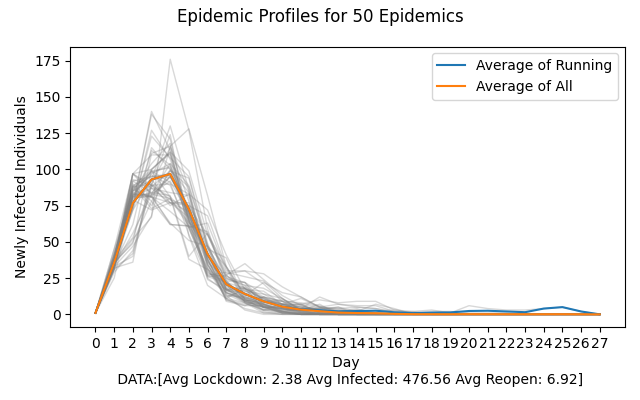 Epidemic Profiles for 50 Epidemics
Newly Infected Individuals
175
150
125
100
75
50
25
0
Average of Running
Average of All
0 1 2 3 4 5 6 7 8 9 10 11 12 13 14 15 16 17 18 19 20 21 22 23 24 25 26 27
Day
DATA:[Avg Lockdown: 2.38 Avg Infected: 476.56 Avg Reopen: 6.92]